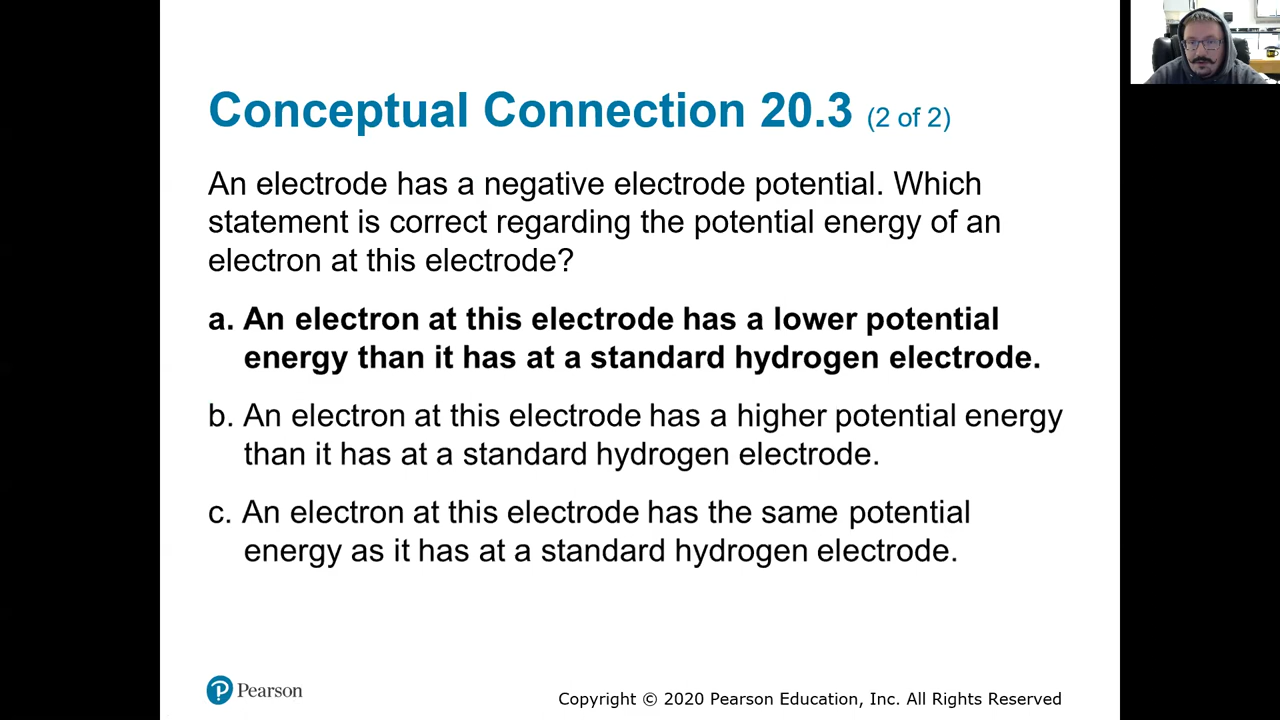 Conceptual Connection 20.3 (2 of 2)
An electrode has a negative electrode potential. Which
statement is correct regarding the potential energy of an
electron at this electrode?
a. An electron at this electrode has a lower potential
energy than it has at a standard hydrogen electrode.
b. An electron at this electrode has a higher potential energy
than it has at a standard hydrogen electrode.
c. An electron at this electrode has the same potential
energy as it has at a standard hydrogen electrode.
Pearson
Copyright © 2020 Pearson Education, Inc. All Rights Reserved